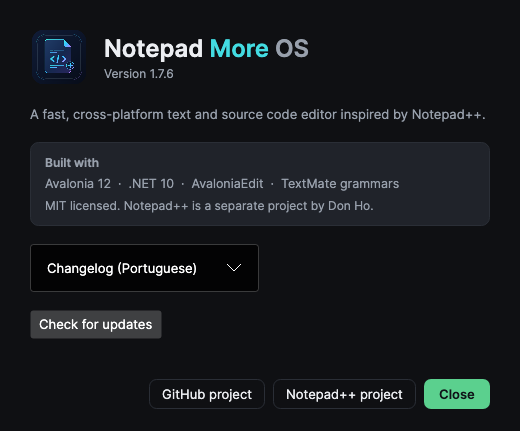 Notepad More OS
Version 1.7.6
A fast, cross-platform text and source code editor inspired by Notepad++.
Built with
Avalonia 12 · .NET 10 · AvaloniaEdit · TextMate grammars
MIT licensed. Notepad++ is a separate project by Don Ho.
Changelog (Portuguese)
Check for updates
GitHub project
Notepad++ project
Close